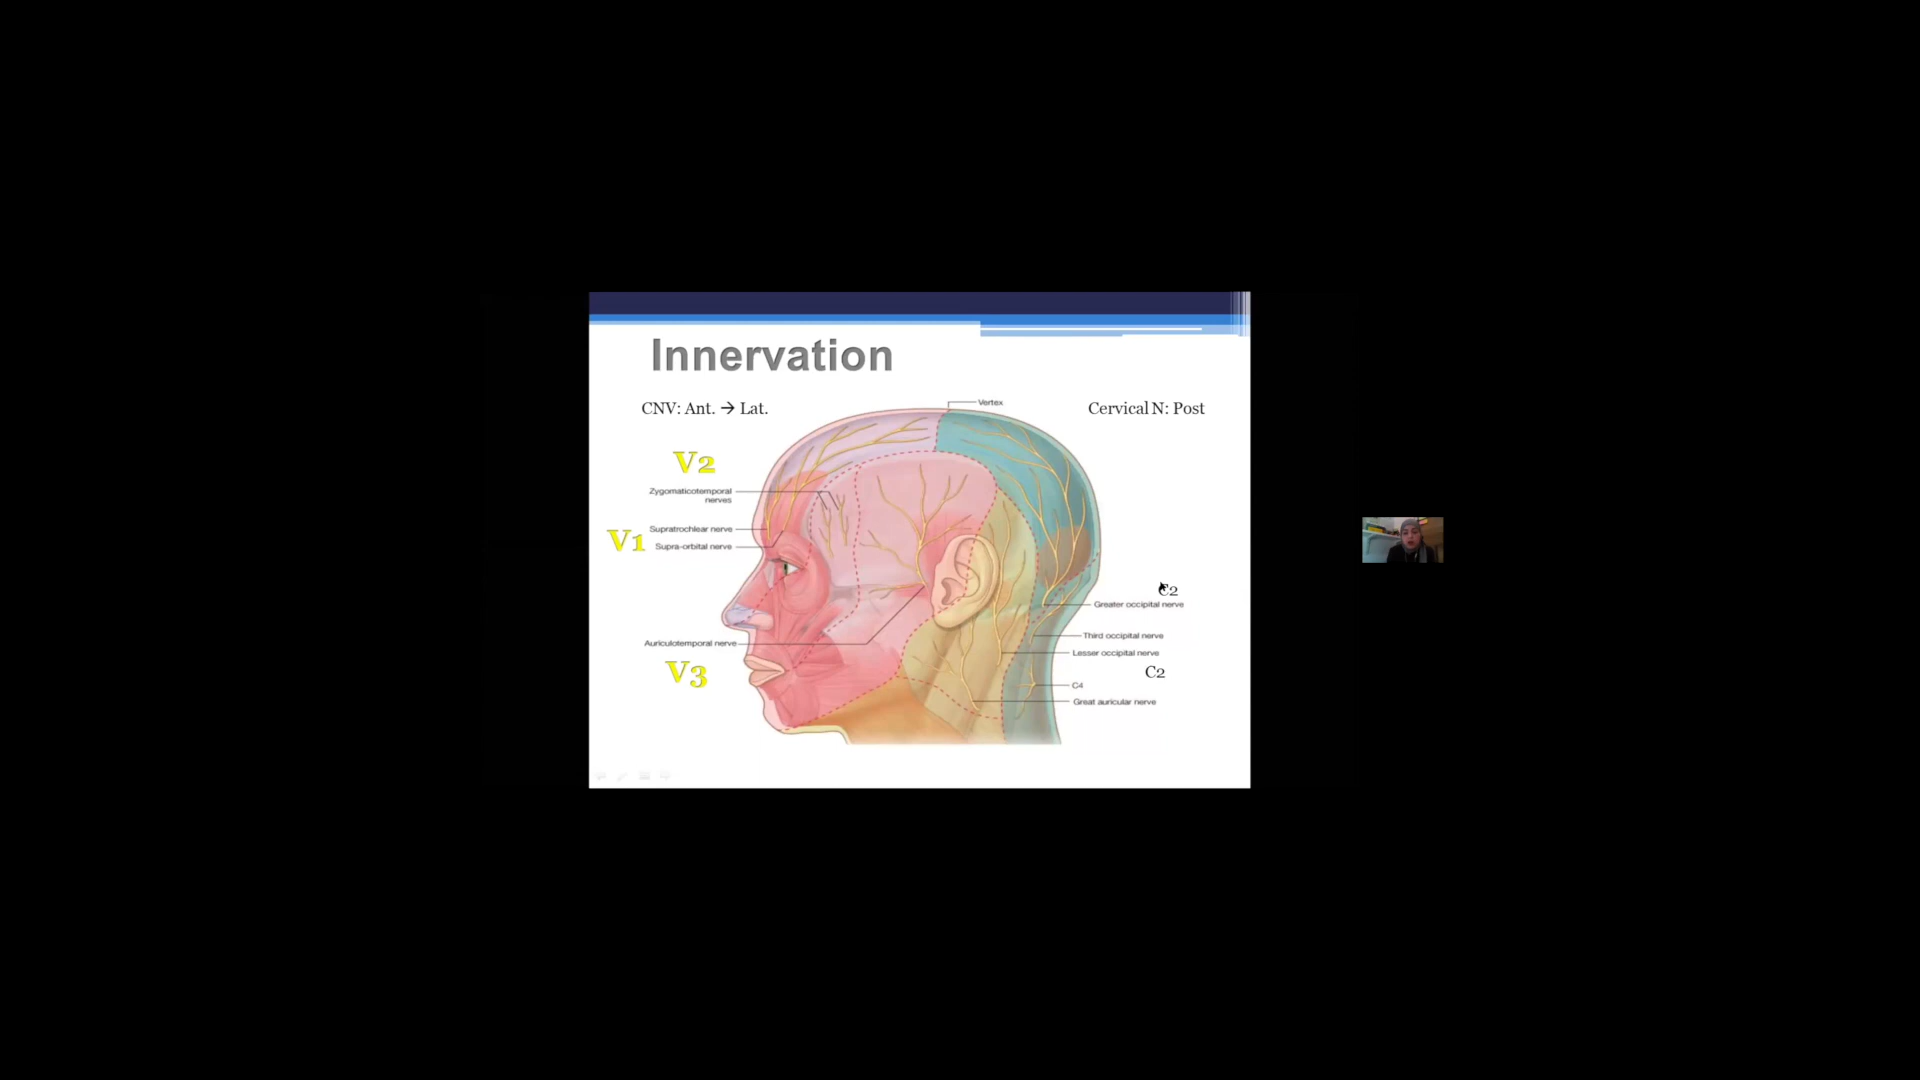 Innervation
CNV: Ant. → Lat.
Vertex
Cervical N: Post
V2
Zygomaticotemporal
nerves
Supratrochlear nerve
V1
Supra-orbital nerve
C2
Greater occipital nerve
Third occipital nerve
Auriculotemporal nerve
Lesser occipital nerve
V3
C2
C4
Great auricular nerve